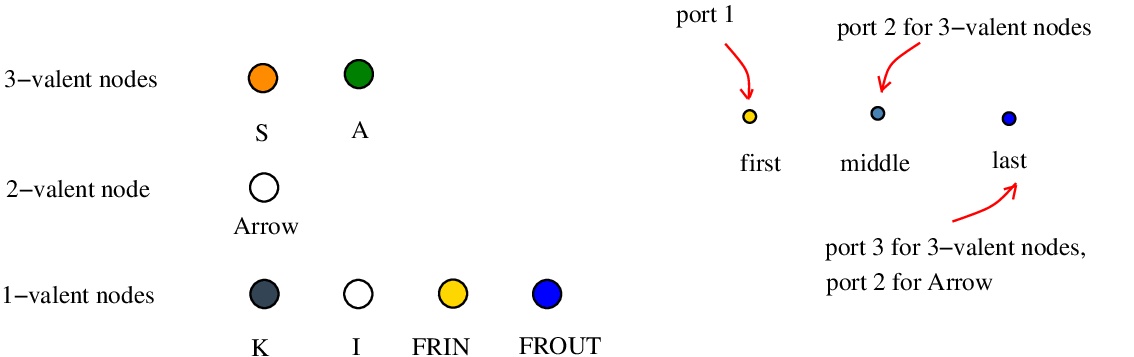 3−valent nodes
S
A
2−valent node
Arrow
1−valent nodes
K
I
FRIN
FROUT
port 1
port 2 for 3−valent nodes
first
middle
last
port 3 for 3−valent nodes,
port 2 for Arrow